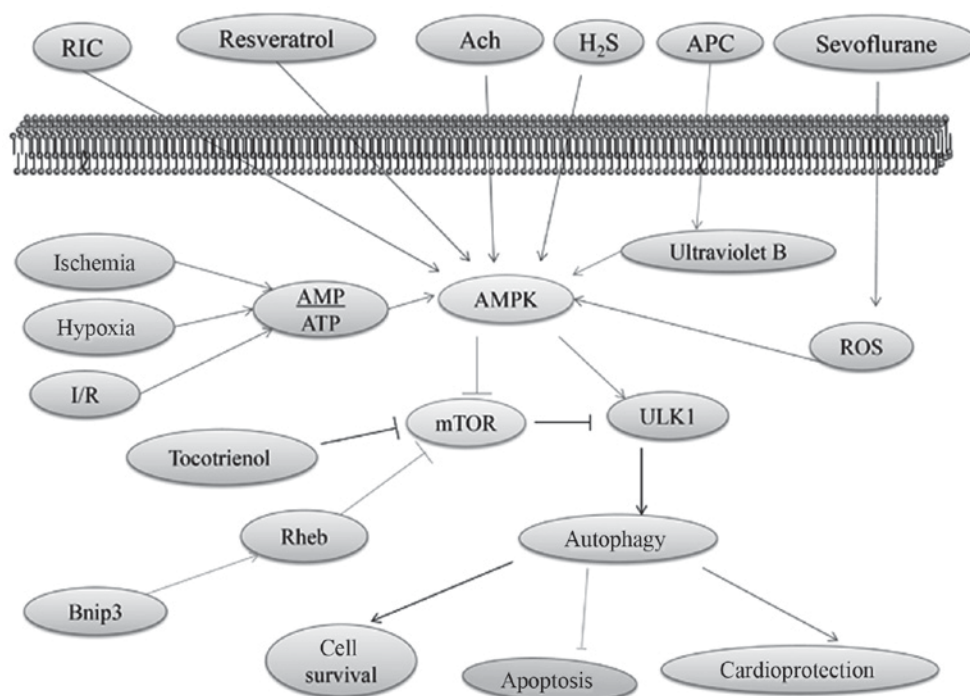 RIC
Resveratrol
Ach
H₂S
APC
Sevoflurane
Ischemia
Hypoxia
I/R
AMP
ATP
AMPK
Ultraviolet B
ROS
mTOR
ULK1
Tocotrienol
Rheb
Autophagy
Bnip3
Cell
survival
Apoptosis
Cardioprotection